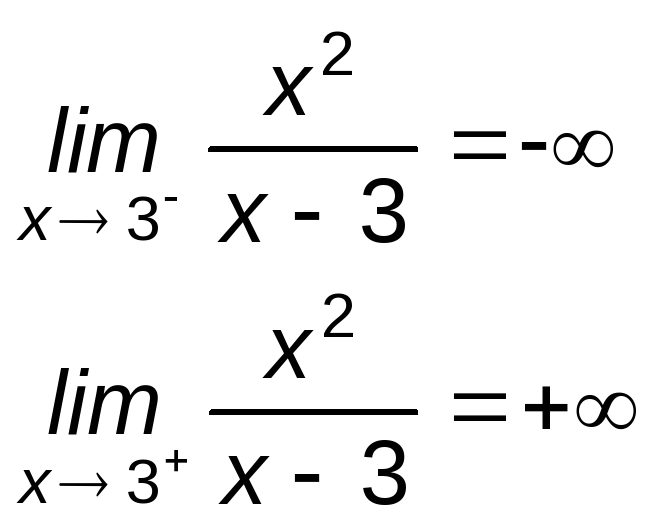 lim x→3⁻ x²/(x - 3) = -∞
lim x→3⁺ x²/(x - 3) = +∞